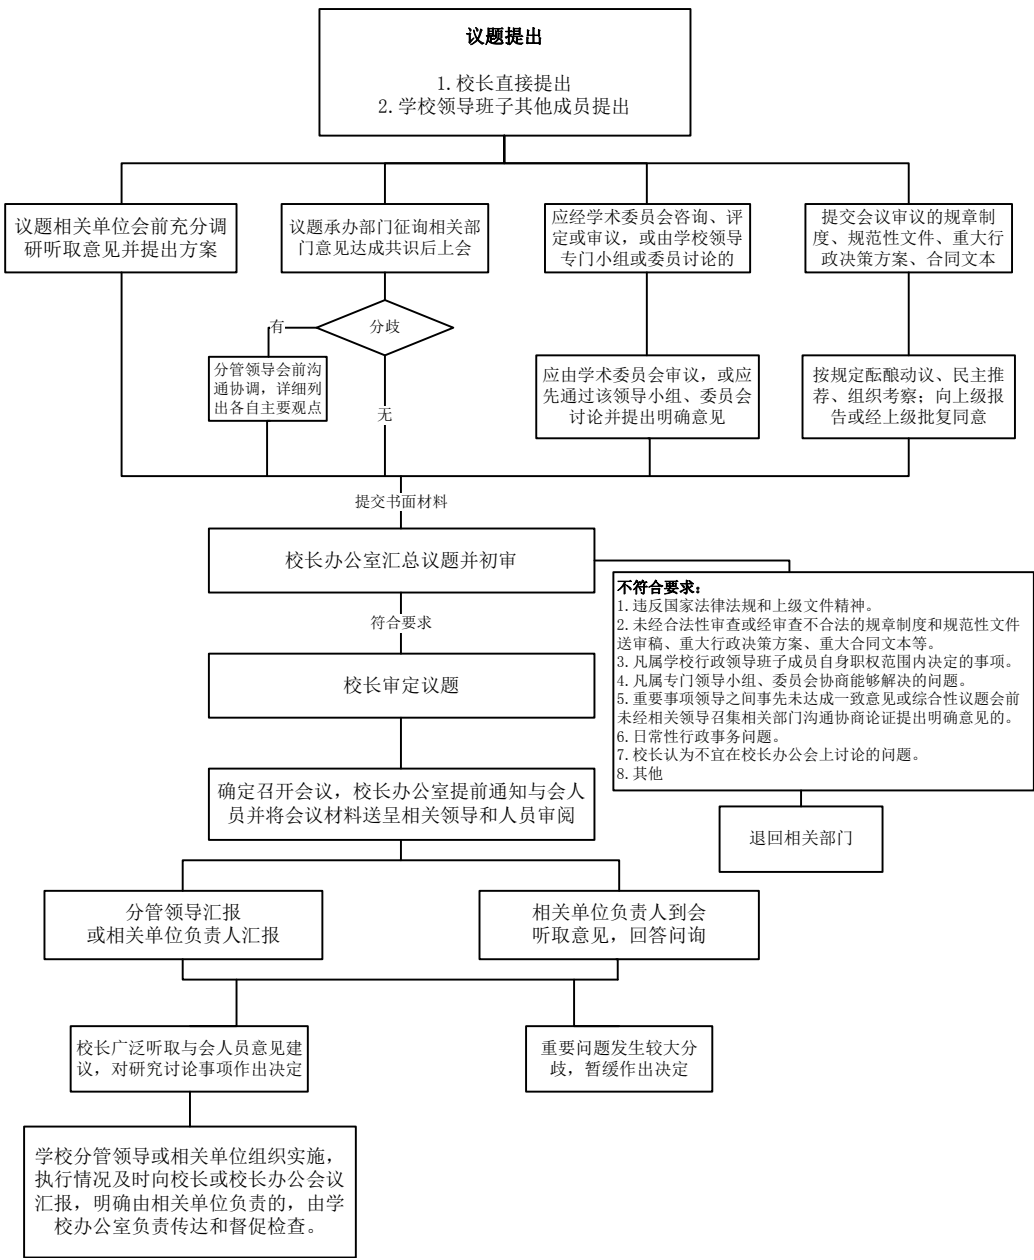 议题提出
1.校长直接提出
2.学校领导班子其他成员提出
议题相关单位会前充分调
研听取意见并提出方案
议题承办部门征询相关部
门意见达成共识后上会
应经学术委员会咨询、评
定或审议，或由学校领导
专门小组或委员讨论的
提交会议审议的规章制
度、规范性文件、重大行
政决策方案、合同文本
分歧
有
无
分管领导会前沟
通协调，详细列
出各自主要观点
应由学术委员会审议，或应
先通过该领导小组、委员会
讨论并提出明确意见
按规定酝酿动议、民主推
荐、组织考察；向上级报
告或经上级批复同意
提交书面材料
校长办公室汇总议题并初审
符合要求
不符合要求：
1.违反国家法律法规和上级文件精神。
2.未经合法性审查或经审查不合法的规章制度和规范性文件
送审稿、重大行政决策方案、重大合同文本等。
3.凡属学校行政领导班子成员自身职权范围内决定的事项。
4.凡属专门领导小组、委员会协商能够解决的问题。
5.重要事项领导之间事先未达成一致意见或综合性议题会前
未经相关领导召集相关部门沟通协商论证提出明确意见的。
6.日常性行政事务问题。
7.校长认为不宜在校长办公会上讨论的问题。
8.其他
退回相关部门
校长审定议题
确定召开会议，校长办公室提前通知与会人
员并将会议材料送呈相关领导和人员审阅
分管领导汇报
或相关单位负责人汇报
相关单位负责人到会
听取意见，回答问询
校长广泛听取与会人员意见建
议，对研究讨论事项作出决定
重要问题发生较大分
歧，暂缓作出决定
学校分管领导或相关单位组织实施，
执行情况及时向校长或校长办公会议
汇报，明确由相关单位负责的，由学
校办公室负责传达和督促检查。